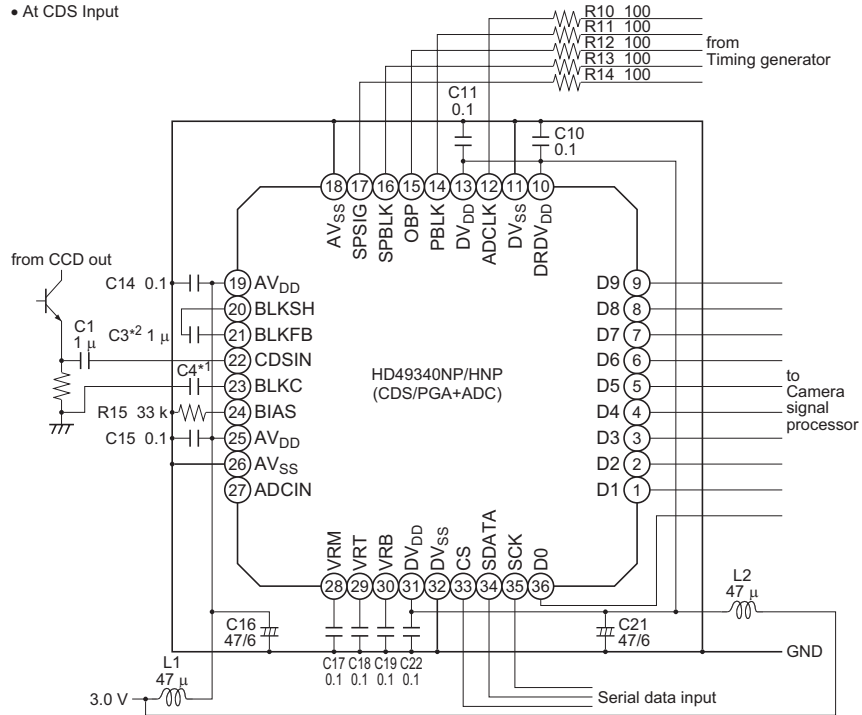 • At CDS Input
R10 100
R11 100
R12 100
R13 100
R14 100
from
Timing generator
C11
0.1
C10
0.1
18
17
16
15
14
13
12
11
10
AVSS
SPSIG
SPBLK
OBP
PBLK
DVDD
ADCLK
DVSS
DRDVDD
from CCD out
C14 0.1
19 AVDD
20 BLKSH
C1
1 μ
C3*2 1 μ
21 BLKFB
22 CDSIN
C4*1
23 BLKC
R15 33 k
24 BIAS
C15 0.1
25 AVDD
26 AVSS
27 ADCIN
HD49340NP/HNP
(CDS/PGA+ADC)
D9 9
D8 8
D7 7
D6 6
D5 5
D4 4
D3 3
D2 2
D1 1
to
Camera
signal
processor
VRM
VRT
VRB
DVDD
DVSS
CS
SDATA
SCK
D0
28
29
30
31
32
33
34
35
36
L2
47 μ
C16
47/6
C17
0.1
C18
0.1
C19
0.1
C22
0.1
C21
47/6
GND
L1
47 μ
3.0 V
Serial data input